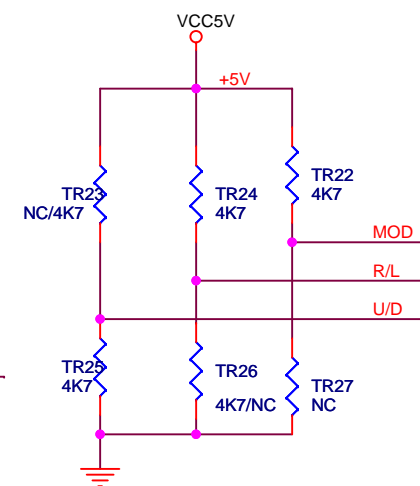 VCC5V
+5V
TR23
NC/4K7
TR24
4K7
TR22
4K7
MOD
R/L
U/D
TR25
4K7
TR26
4K7/NC
TR27
NC